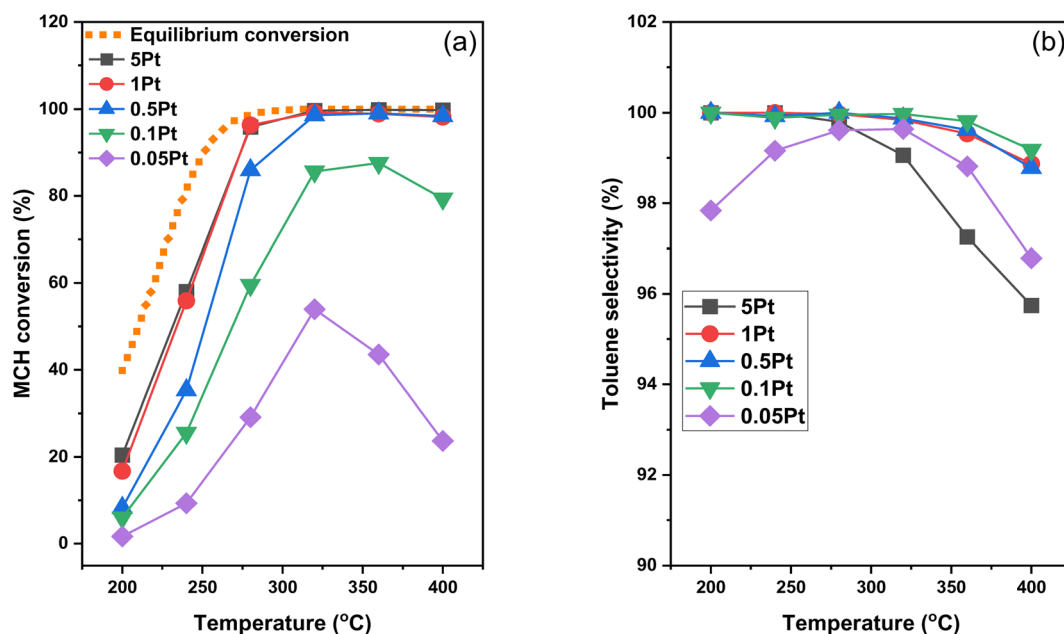 (a)
Equilibrium conversion
5Pt
1Pt
0.5Pt
0.1Pt
0.05Pt
MCH conversion (%)
120
100
80
60
40
20
0
200
250
300
350
400
Temperature (°C)
(b)
Toluene selectivity (%)
102
100
98
96
94
92
90
5Pt
1Pt
0.5Pt
0.1Pt
0.05Pt
200
250
300
350
400
Temperature (°C)